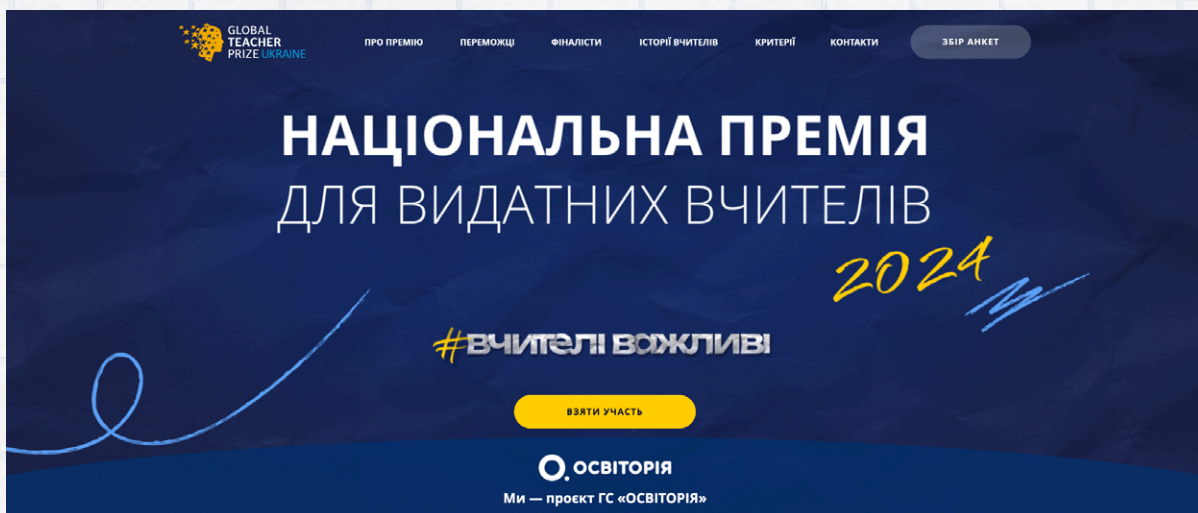 GLOBAL
TEACHER
PRIZE UKRAINE
ПРО ПРЕМІЮ ПЕРЕМОЖЦІ ФІНАЛІСТИ ІСТОРІЇ ВЧИТЕЛІВ КРИТЕРІЇ КОНТАКТИ ЗБІР АНКЕТ
НАЦІОНАЛЬНА ПРЕМІЯ
ДЛЯ ВИДАТНИХ ВЧИТЕЛІВ
2024
#ВЧИТЕЛІ ВАЖЛИВІ
ВЗЯТИ УЧАСТЬ
ОСВІТОРІЯ
Ми — проєкт ГС «ОСВІТОРІЯ»